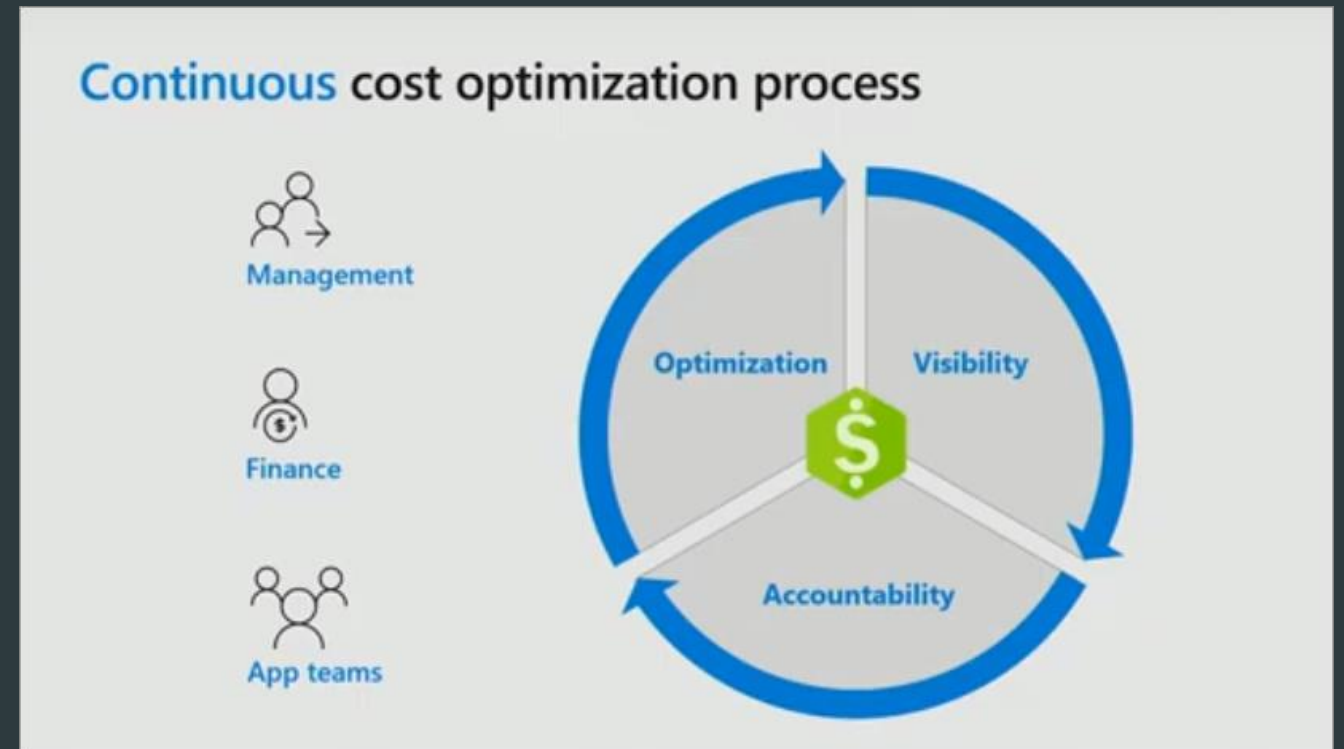 Continuous cost optimization process
Management
Finance
App teams
Optimization
Visibility
$
Accountability